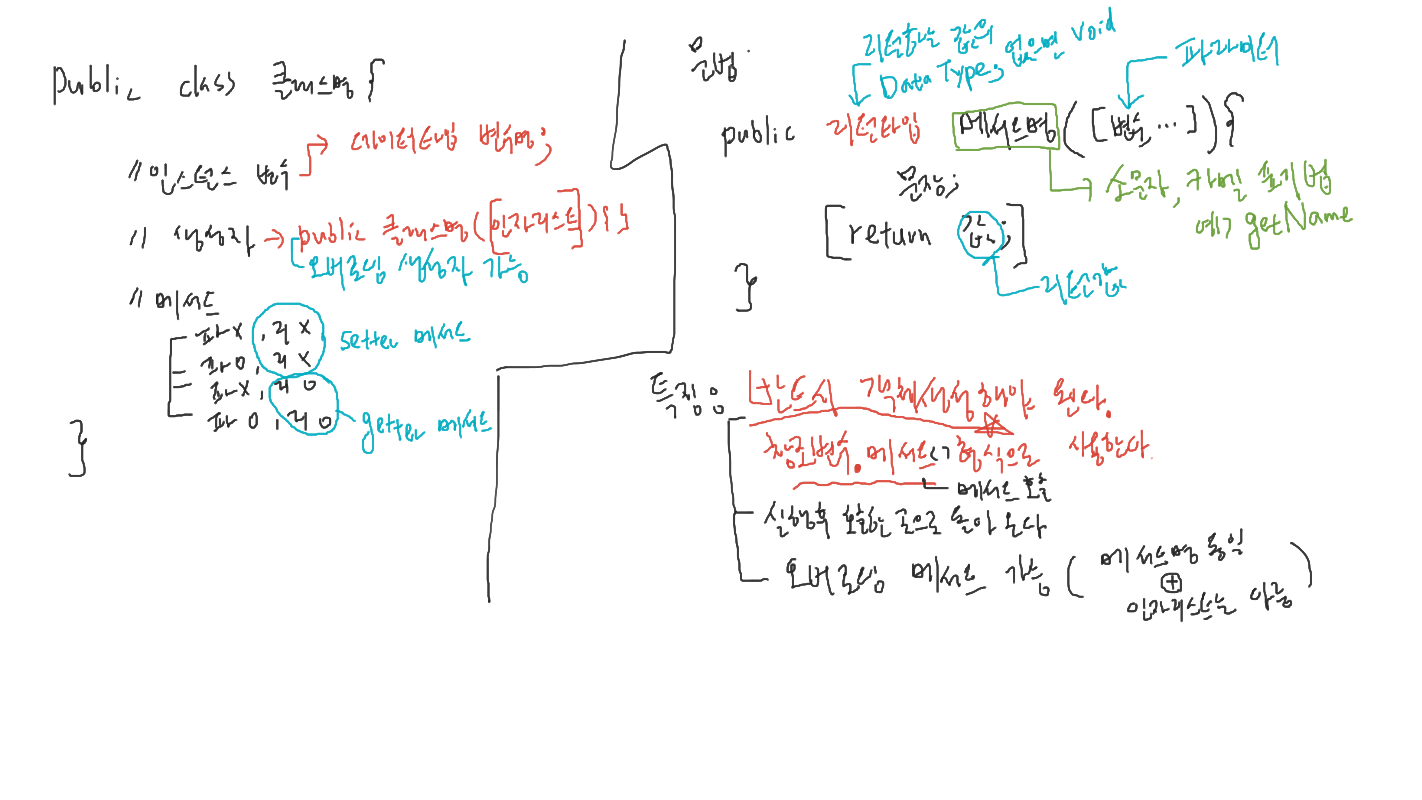 public class 클래스명 {
// 인스턴스 변수 → 데이터타입 변수명;
// 생성자 → public 클래스명([인자리스트]){ }
오버로딩 생성자 가능
// 메서드
파 X, 리 X
파 O, 리 X
setter 메서드
파 X, 리 O
파 O, 리 O
getter 메서드
}
문법
리턴하는 값의
Data Type, 없으면 void
파라미터
public 리턴타입 메서드명([변수, ...]){
문장;
소문자, 카멜 표기법
예> getName
[return 값;]
리턴값
}
특징
반드시 객체생성해야 된다.
참조변수.메서드() 형식으로 사용한다.
메서드 호출
실행후 호출한 곳으로 돌아 온다
오버로딩 메서드 가능 (메서드명 동일
+
인자리스트는 다름)